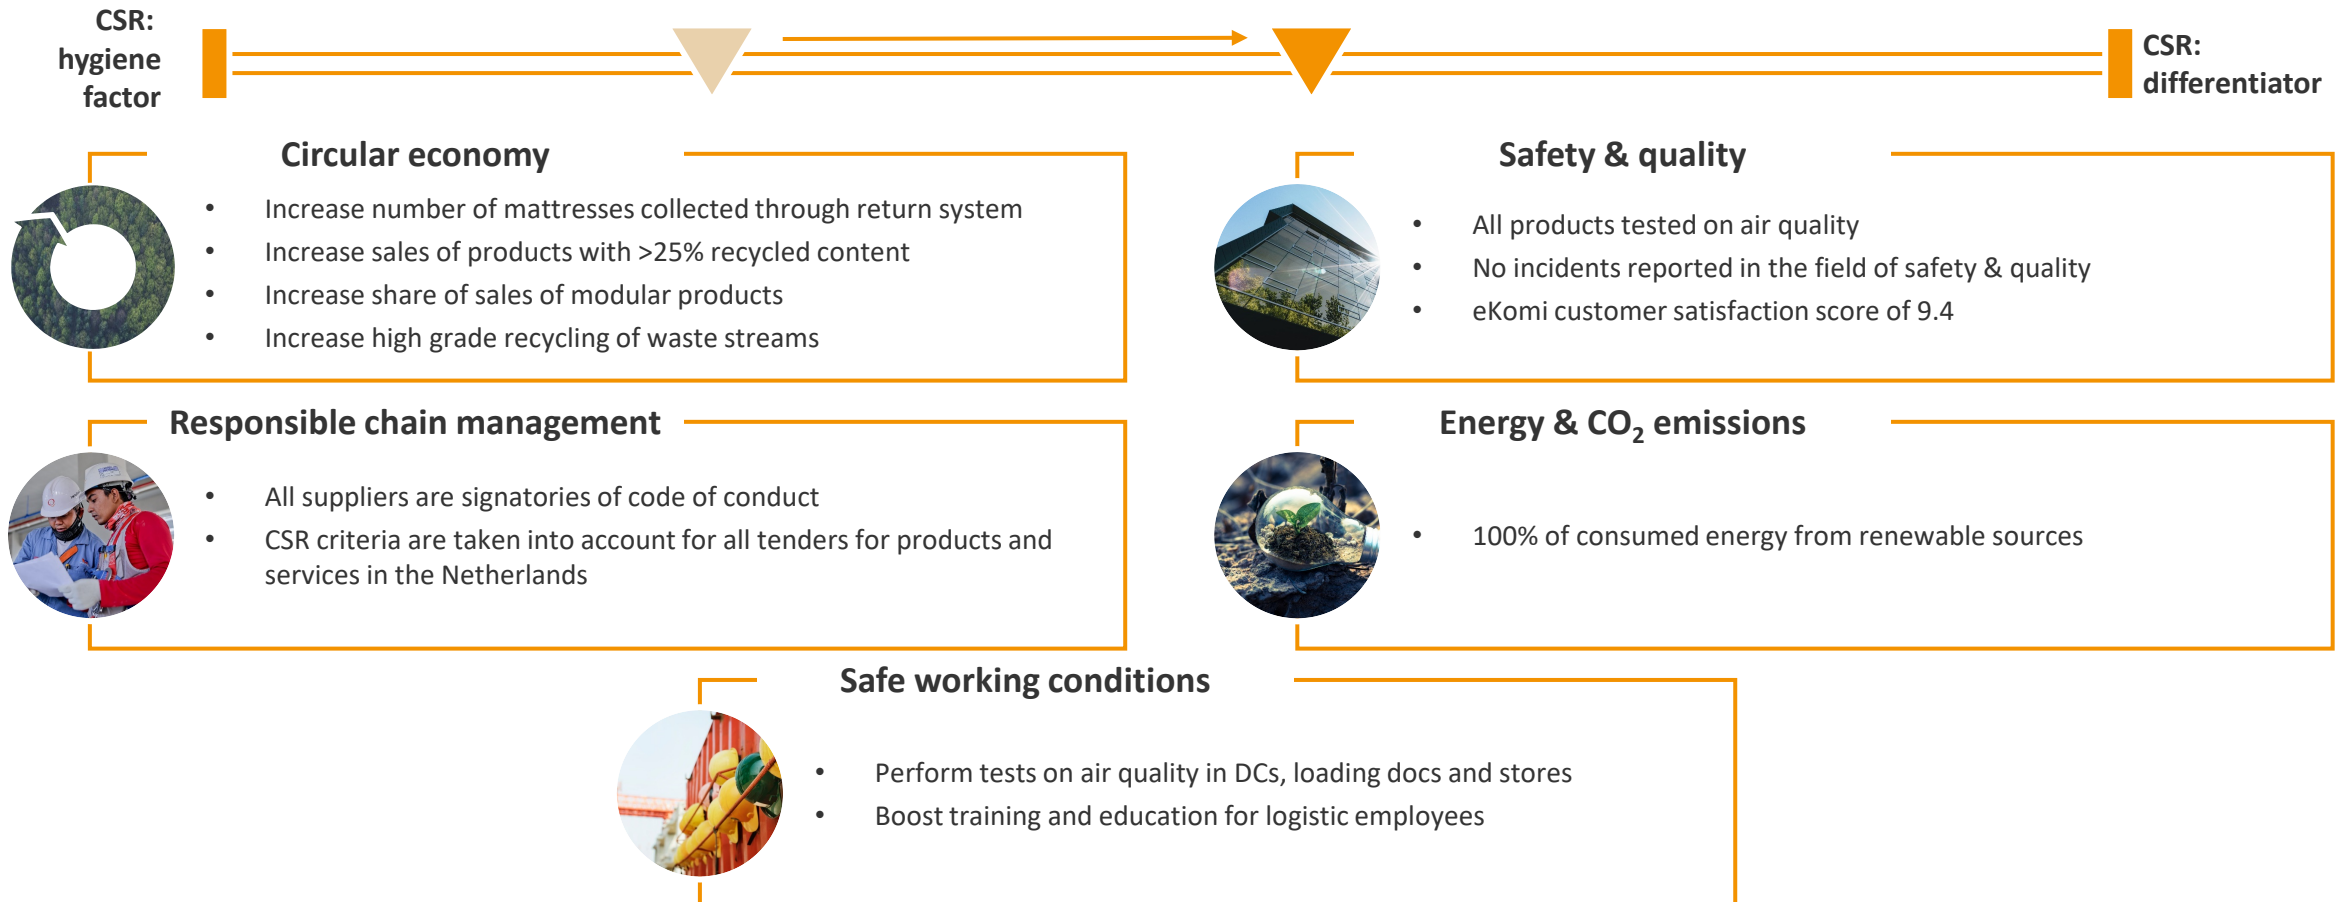 CSR:
hygiene
factor
CSR:
differentiator
Circular economy
• Increase number of mattresses collected through return system
• Increase sales of products with >25% recycled content
• Increase share of sales of modular products
• Increase high grade recycling of waste streams
Safety & quality
• All products tested on air quality
• No incidents reported in the field of safety & quality
• eKomi customer satisfaction score of 9.4
Responsible chain management
• All suppliers are signatories of code of conduct
• CSR criteria are taken into account for all tenders for products and
services in the Netherlands
Energy & CO₂ emissions
• 100% of consumed energy from renewable sources
Safe working conditions
• Perform tests on air quality in DCs, loading docs and stores
• Boost training and education for logistic employees